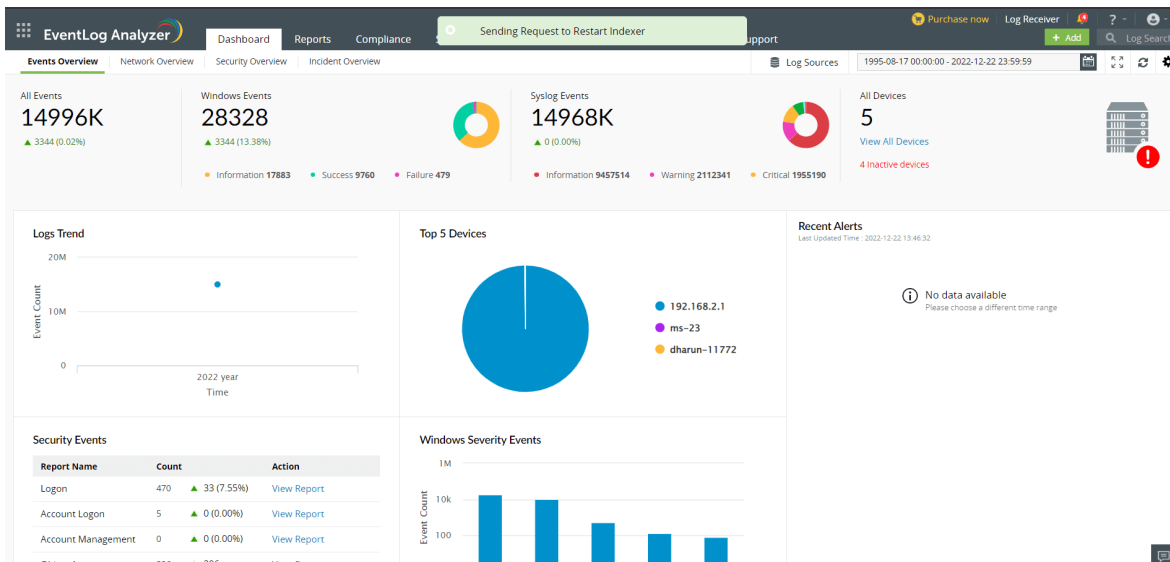 EventLog Analyzer
Dashboard
Reports
Compliance
Sending Request to Restart Indexer
Purchase now
Log Receiver
?
+ Add
Log Search
Events Overview
Network Overview
Security Overview
Incident Overview
Log Sources
1995-08-17 00:00:00 - 2022-12-22 23:59:59
All Events
14996K
▲ 3344 (0.02%)
Windows Events
28328
▲ 3344 (13.38%)
Information 17883
Success 9760
Failure 479
Syslog Events
14968K
▲ 0 (0.00%)
Information 9457514
Warning 2112341
Critical 1955190
All Devices
5
View All Devices
4 Inactive devices
Logs Trend
20M
10M
0
Event Count
2022 year
Time
Top 5 Devices
192.168.2.1
ms-23
dharun-11772
Recent Alerts
Last Updated Time : 2022-12-22 13:46:32
No data available
Please choose a different time range
Security Events
Report Name Count Action
Logon 470 ▲ 33 (7.55%) View Report
Account Logon 5 ▲ 0 (0.00%) View Report
Account Management 0 ▲ 0 (0.00%) View Report
Windows Severity Events
1M
10k
100
Event Count